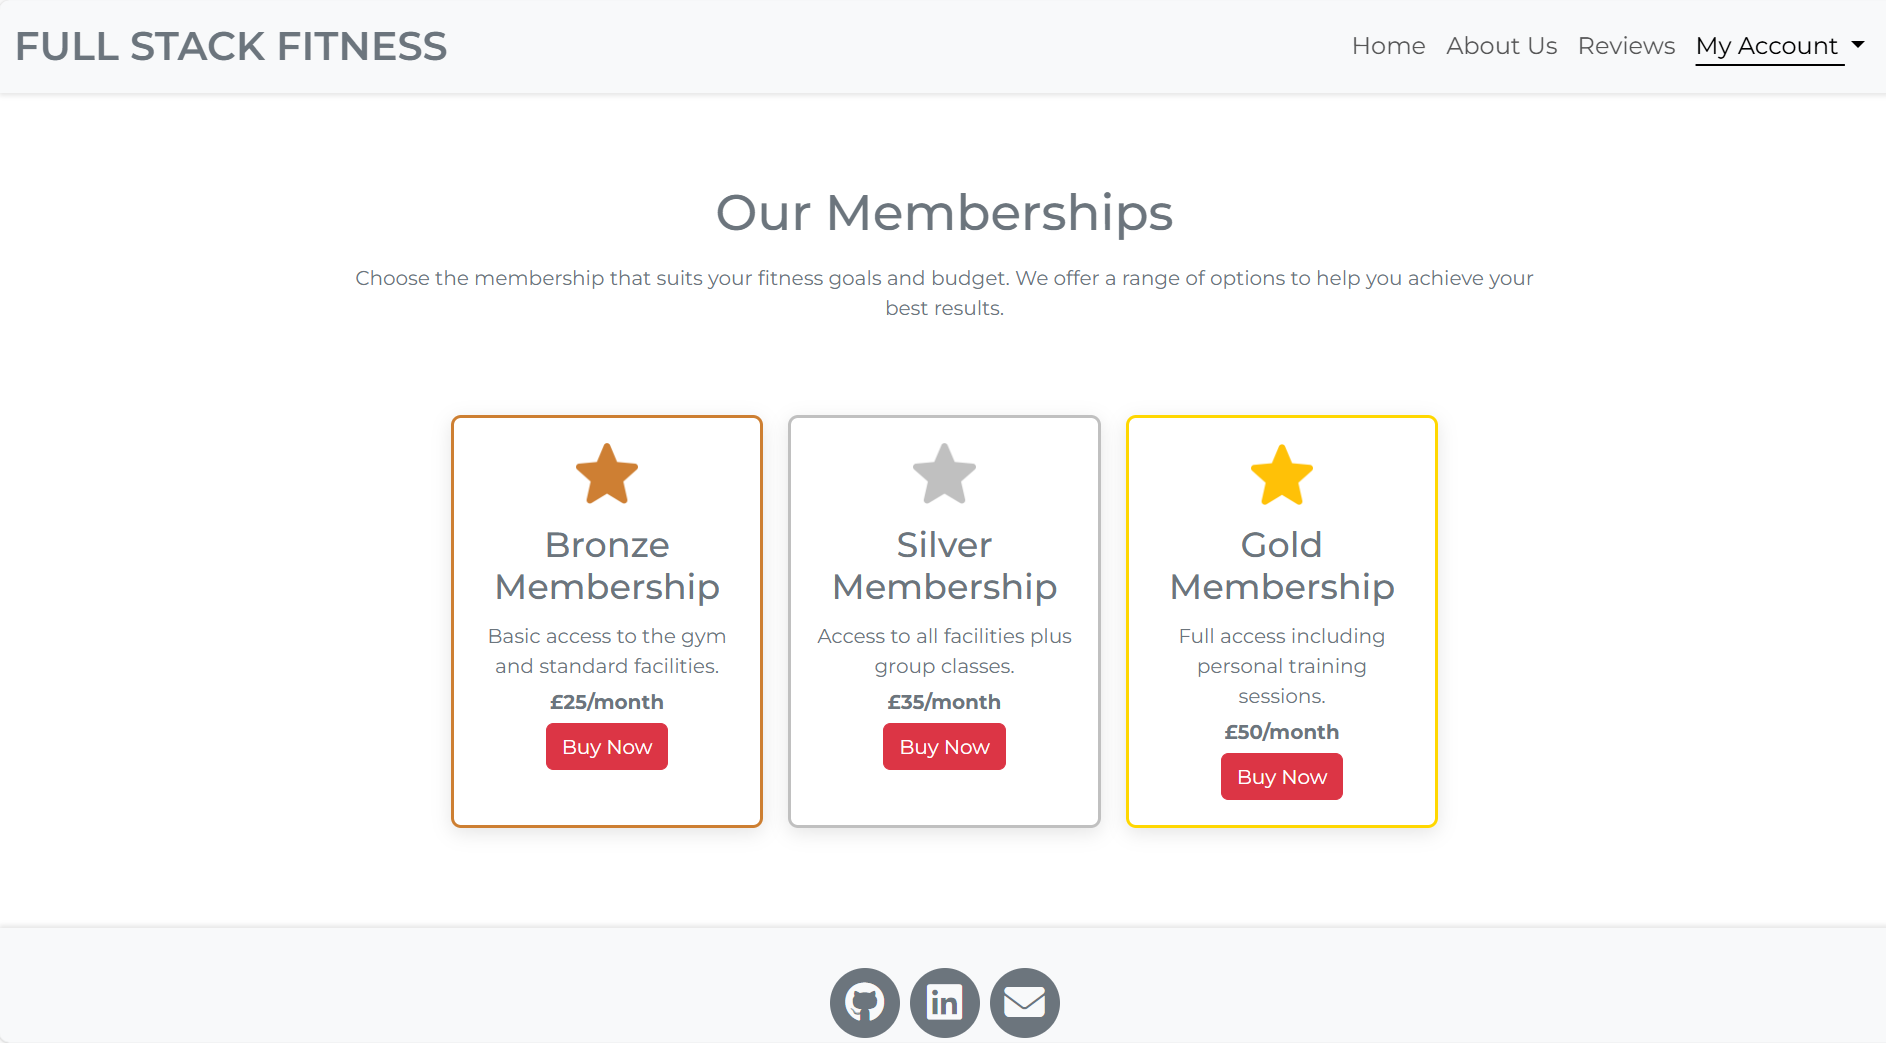 FULL STACK FITNESS
Home About Us Reviews My Account
Our Memberships
Choose the membership that suits your fitness goals and budget. We offer a range of options to help you achieve your
best results.
Bronze
Membership
Basic access to the gym
and standard facilities.
£25/month
Buy Now
Silver
Membership
Access to all facilities plus
group classes.
£35/month
Buy Now
Gold
Membership
Full access including
personal training
sessions.
£50/month
Buy Now
in